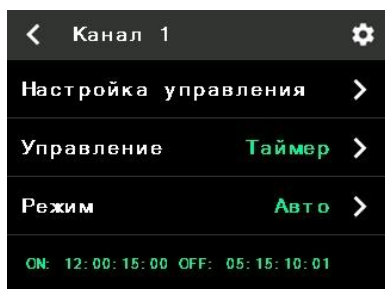 Канал 1
Настройка управления
Управление Таймер
Режим Авто
ON: 12:00:15:00 OFF: 05:15:10:01